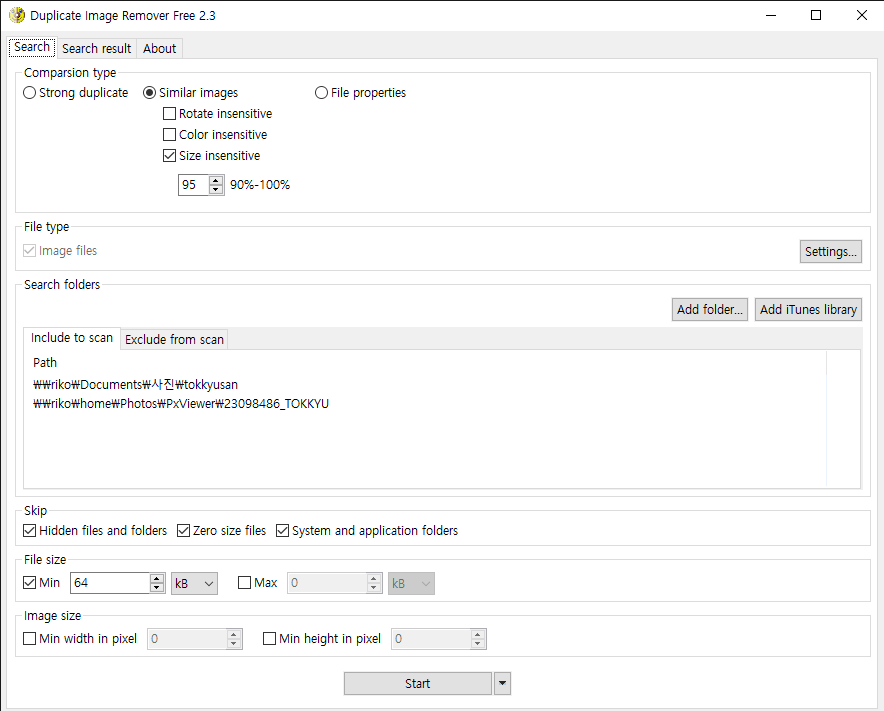 Duplicate Image Remover Free 2.3
Search Search result About
Comparsion type
Strong duplicate Similar images File properties
Rotate insensitive
Color insensitive
Size insensitive
95 90%-100%
File type
Image files Settings...
Search folders
Add folder... Add iTunes library
Include to scan Exclude from scan
Path
₩₩riko₩Documents₩사진₩tokkyusan
₩₩riko₩home₩Photos₩PxViewer₩23098486_TOKKYU
Skip
Hidden files and folders Zero size files System and application folders
File size
Min 64 kB Max 0 kB
Image size
Min width in pixel 0 Min height in pixel 0
Start